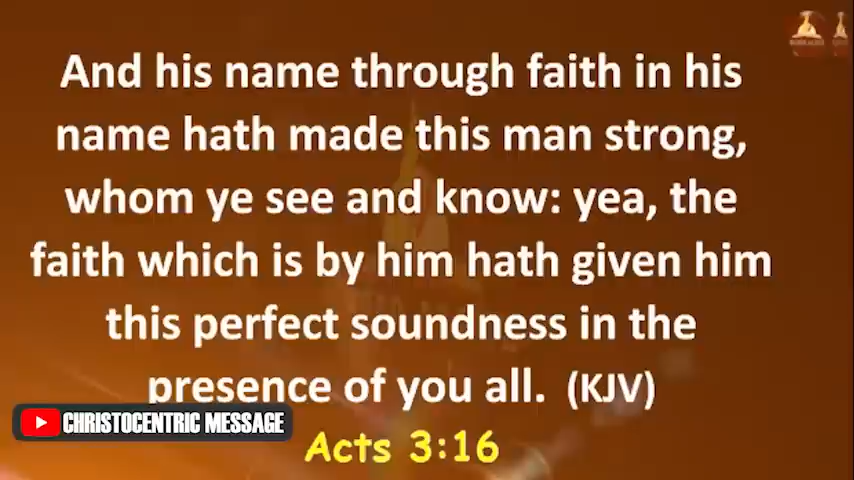 And his name through faith in his
name hath made this man strong,
whom ye see and know: yea, the
faith which is by him hath given him
this perfect soundness in the
presence of you all. (KJV)
CHRISTOCENTRIC MESSAGE
Acts 3:16